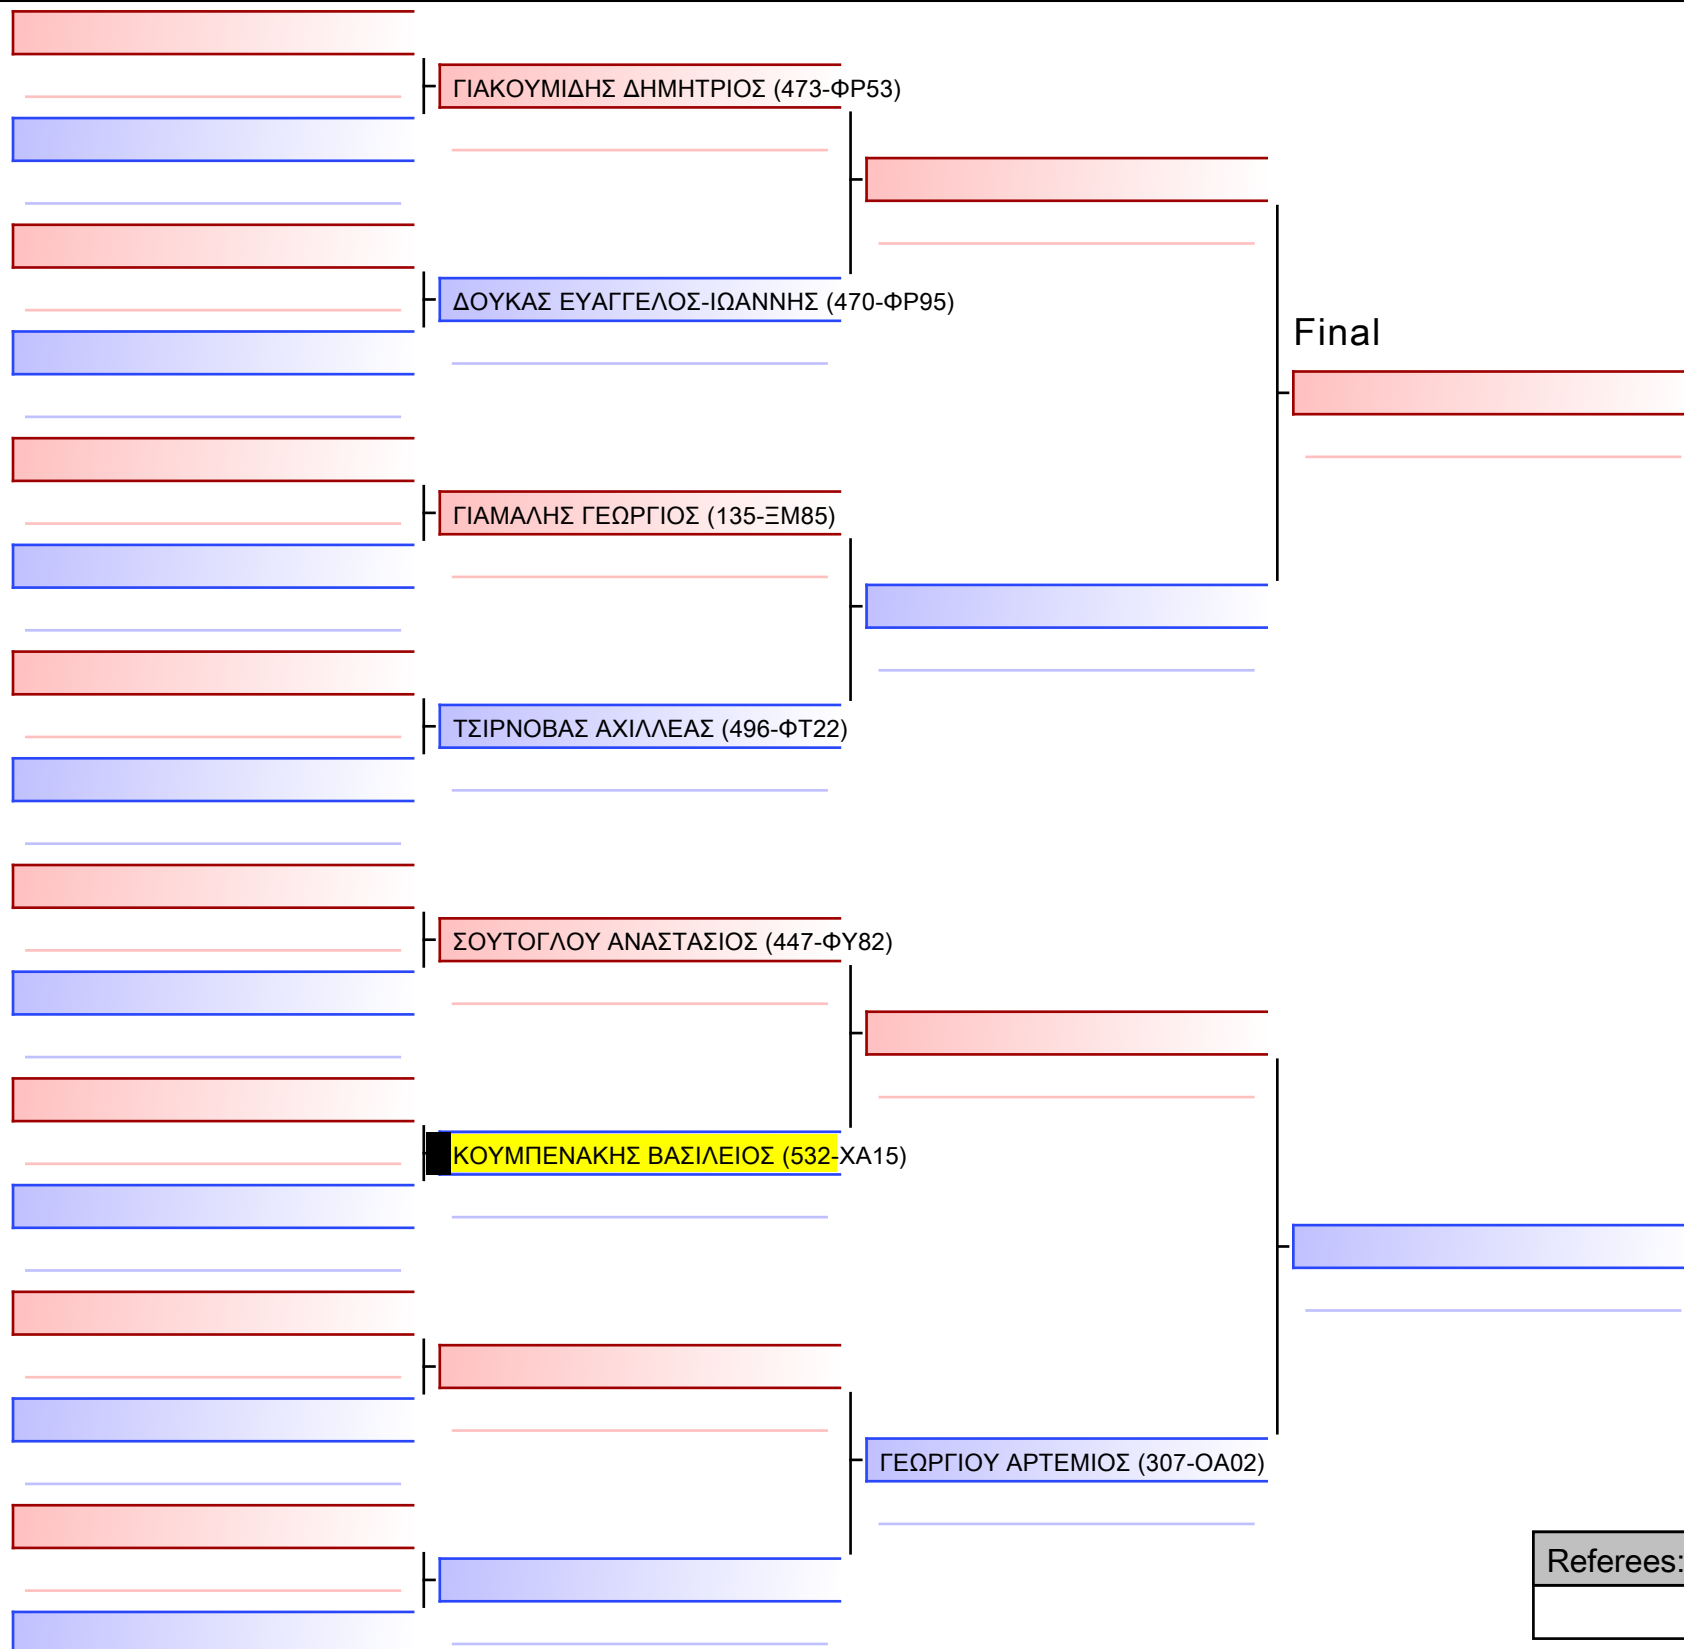 ΓΙΑΚΟΥΜΙΔΗΣ ΔΗΜΗΤΡΙΟΣ (473-ΦΡ53)
ΔΟΥΚΑΣ ΕΥΑΓΓΕΛΟΣ-ΙΩΑΝΝΗΣ (470-ΦΡ95)
Final
ΓΙΑΜΑΛΗΣ ΓΕΩΡΓΙΟΣ (135-ΞΜ85)
ΤΣΙΡΝΟΒΑΣ ΑΧΙΛΛΕΑΣ (496-ΦΤ22)
ΣΟΥΤΟΓΛΟΥ ΑΝΑΣΤΑΣΙΟΣ (447-ΦΥ82)
ΚΟΥΜΠΕΝΑΚΗΣ ΒΑΣΙΛΕΙΟΣ (532-ΧΑ15)
ΓΕΩΡΓΙΟΥ ΑΡΤΕΜΙΟΣ (307-ΟΑ02)
Referees: